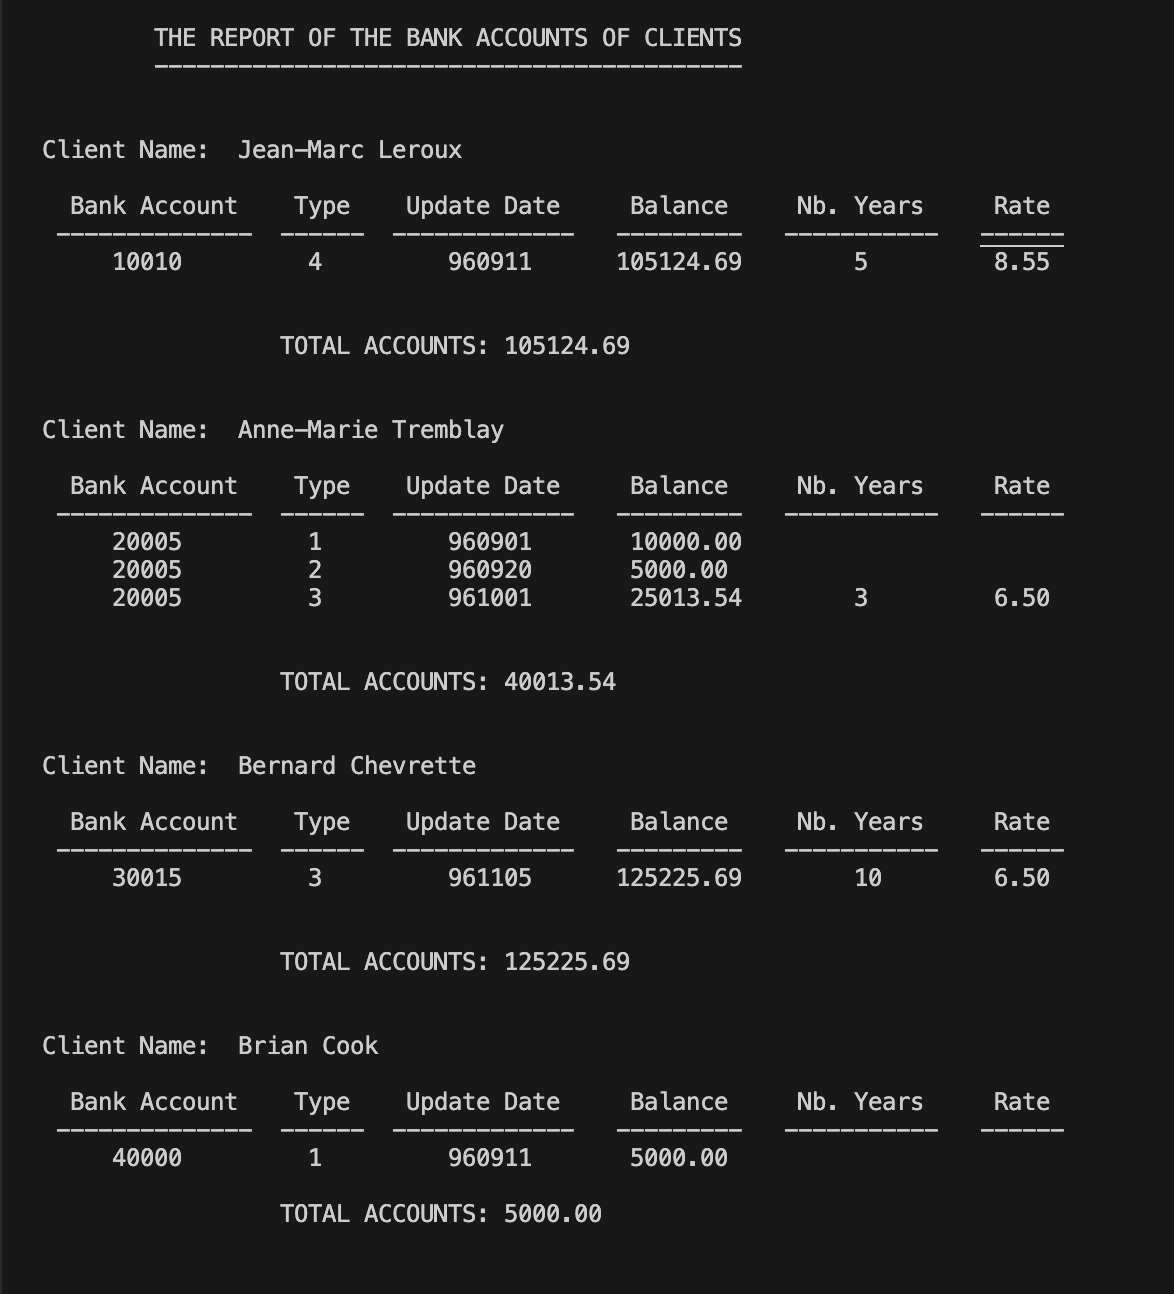 THE REPORT OF THE BANK ACCOUNTS OF CLIENTS
------------------------------------------
Client Name:  Jean-Marc Leroux
Bank Account   Type    Update Date     Balance     Nb. Years     Rate
--------------  ------  -------------   ---------   -----------   ------
10010         4         960911      105124.69        5         8.55
TOTAL ACCOUNTS: 105124.69
Client Name:  Anne-Marie Tremblay
Bank Account   Type    Update Date     Balance     Nb. Years     Rate
--------------  ------  -------------   ---------   -----------   ------
20005         1         960901       10000.00
20005         2         960920       5000.00
20005         3         961001       25013.54        3         6.50
TOTAL ACCOUNTS: 40013.54
Client Name:  Bernard Chevrette
Bank Account   Type    Update Date     Balance     Nb. Years     Rate
--------------  ------  -------------   ---------   -----------   ------
30015         3         961105      125225.69        10        6.50
TOTAL ACCOUNTS: 125225.69
Client Name:  Brian Cook
Bank Account   Type    Update Date     Balance     Nb. Years     Rate
--------------  ------  -------------   ---------   -----------   ------
40000         1         960911       5000.00
TOTAL ACCOUNTS: 5000.00